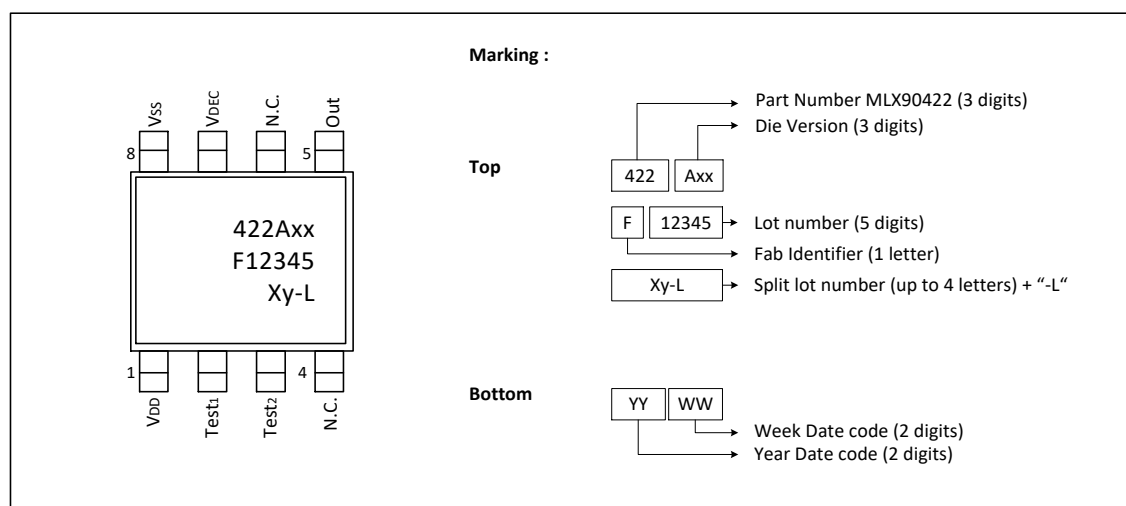 Marking :
Part Number MLX90422 (3 digits)
Die Version (3 digits)
Top
422 Axx
F 12345 Lot number (5 digits)
Fab Identifier (1 letter)
Xy-L Split lot number (up to 4 letters) + “-L“
Bottom
YY WW
Week Date code (2 digits)
Year Date code (2 digits)
VSS VDEC N.C. Out
8 5
422Axx
F12345
Xy-L
1 4
VDD Test1 Test2 N.C.